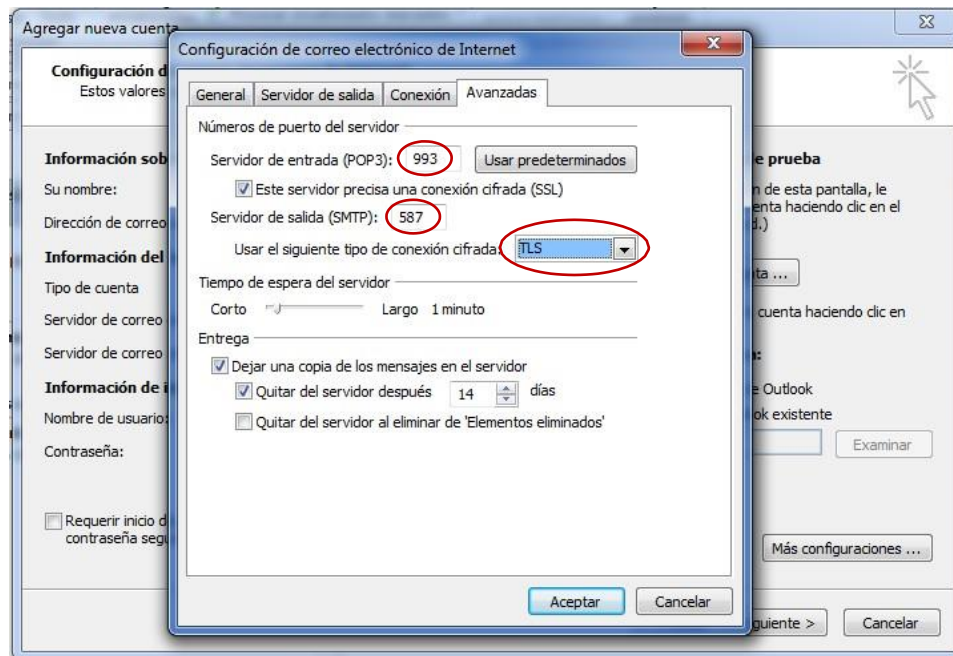 Agregar nueva cuenta
Configuración de correo electrónico de Internet
Configuración d
Estos valores
General Servidor de salida Conexión Avanzadas
Números de puerto del servidor
Información sob
Servidor de entrada (POP3): 993 Usar predeterminados
e prueba
Su nombre:
Este servidor precisa una conexión cifrada (SSL)
n de esta pantalla, le
enta haciendo clic en el
Dirección de correo
Servidor de salida (SMTP): 587
d.)
Usar el siguiente tipo de conexión cifrada: TLS
Información del
ta ...
Tipo de cuenta
Tiempo de espera del servidor
Corto Largo 1 minuto
Servidor de correo
cuenta haciendo clic en
Entrega
Servidor de correo
Dejar una copia de los mensajes en el servidor
Información de i
Quitar del servidor después 14 días
e Outlook
Nombre de usuario:
Quitar del servidor al eliminar de 'Elementos eliminados'
ok existente
Contraseña:
Examinar
Requerir inicio d
contraseña segu
Más configuraciones ...
Aceptar Cancelar
guiente > Cancelar